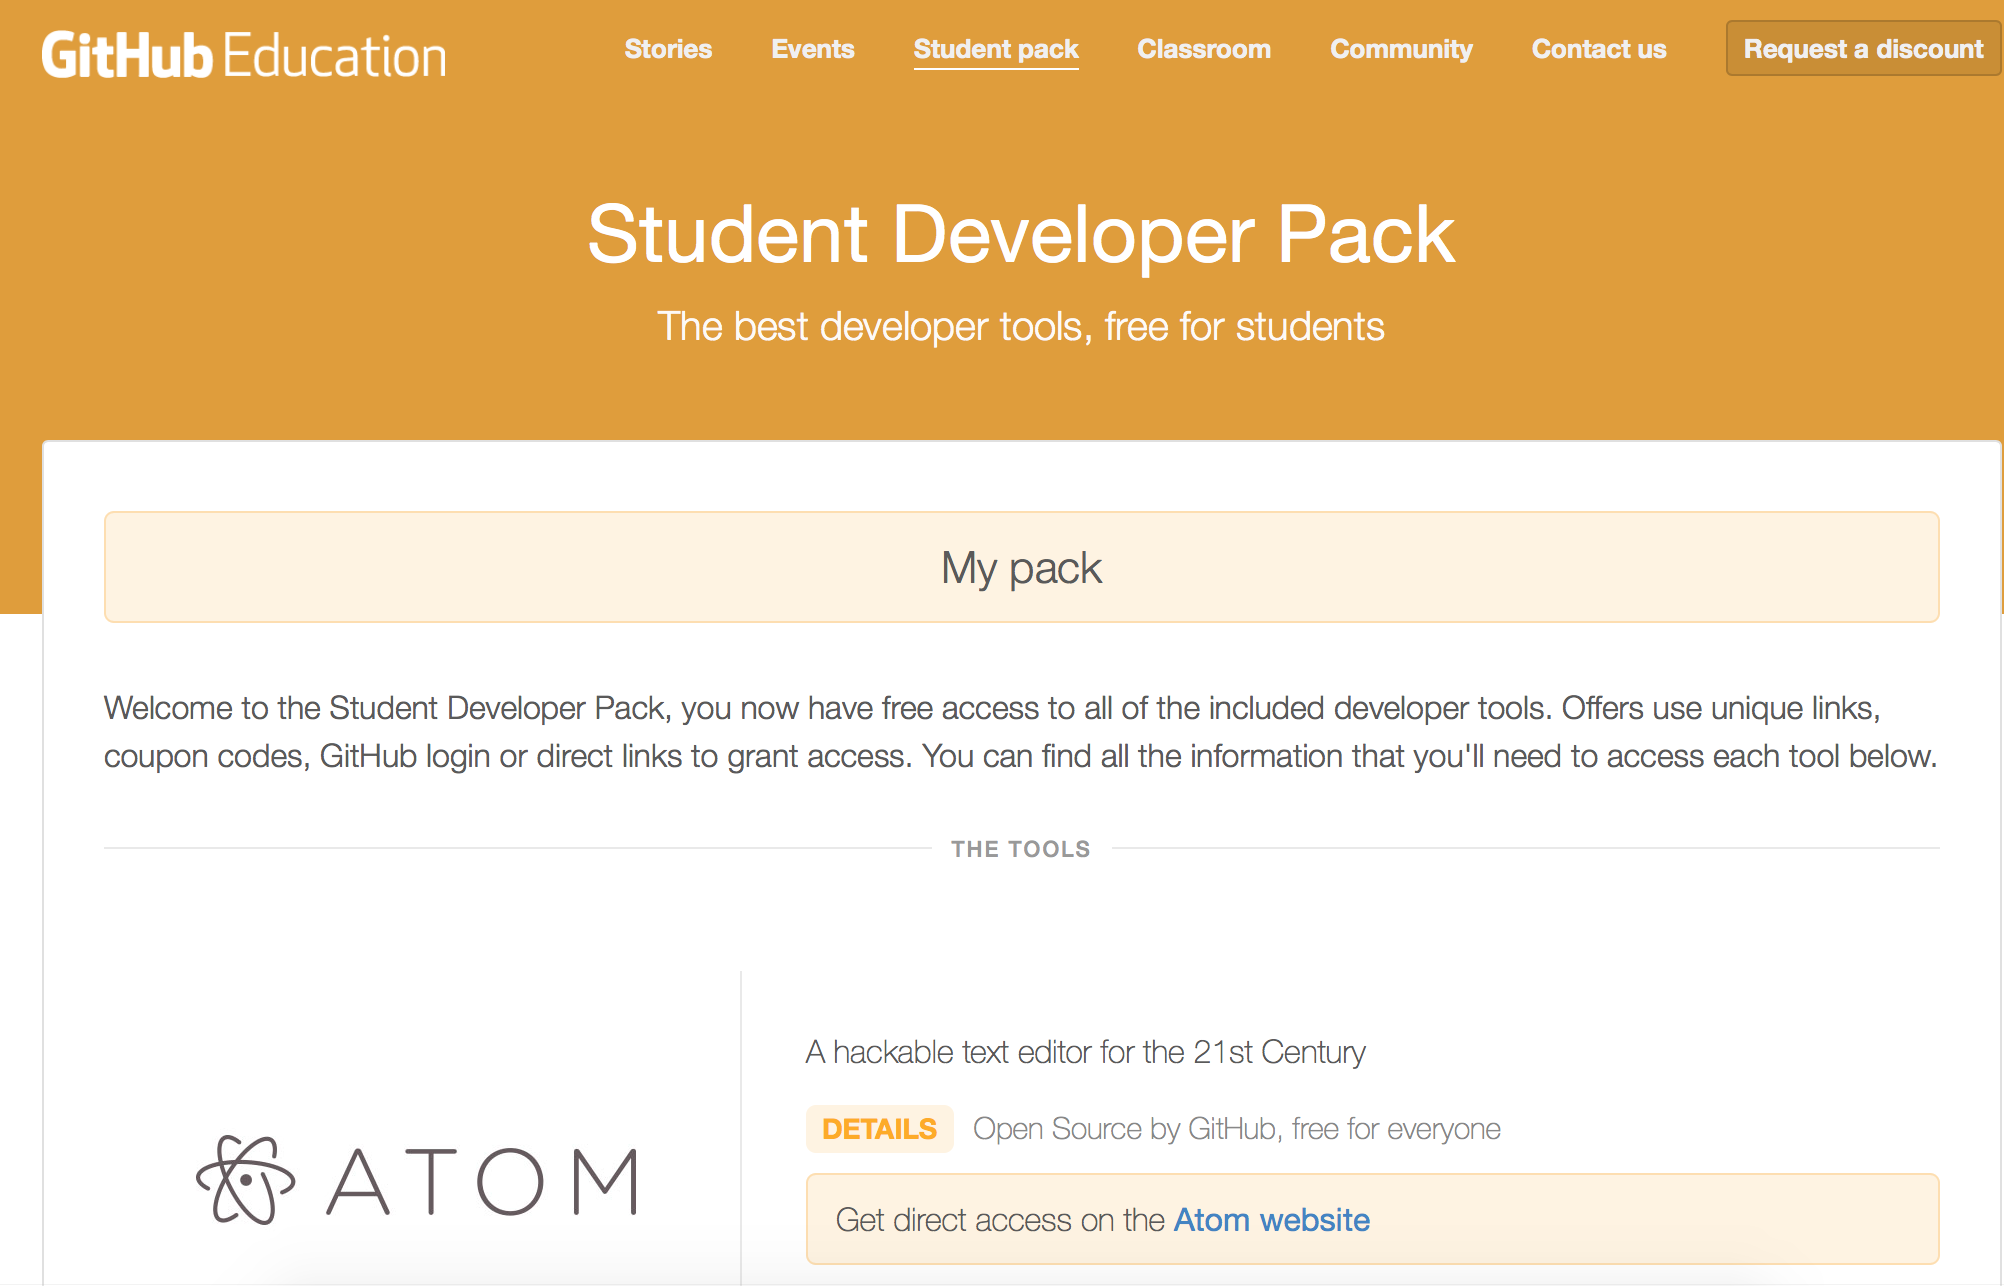 GitHub Education
Stories Events Student pack Classroom Community Contact us Request a discount
Student Developer Pack
The best developer tools, free for students
My pack
Welcome to the Student Developer Pack, you now have free access to all of the included developer tools. Offers use unique links,
coupon codes, GitHub login or direct links to grant access. You can find all the information that you'll need to access each tool below.
THE TOOLS
ATOM
A hackable text editor for the 21st Century
DETAILS Open Source by GitHub, free for everyone
Get direct access on the Atom website